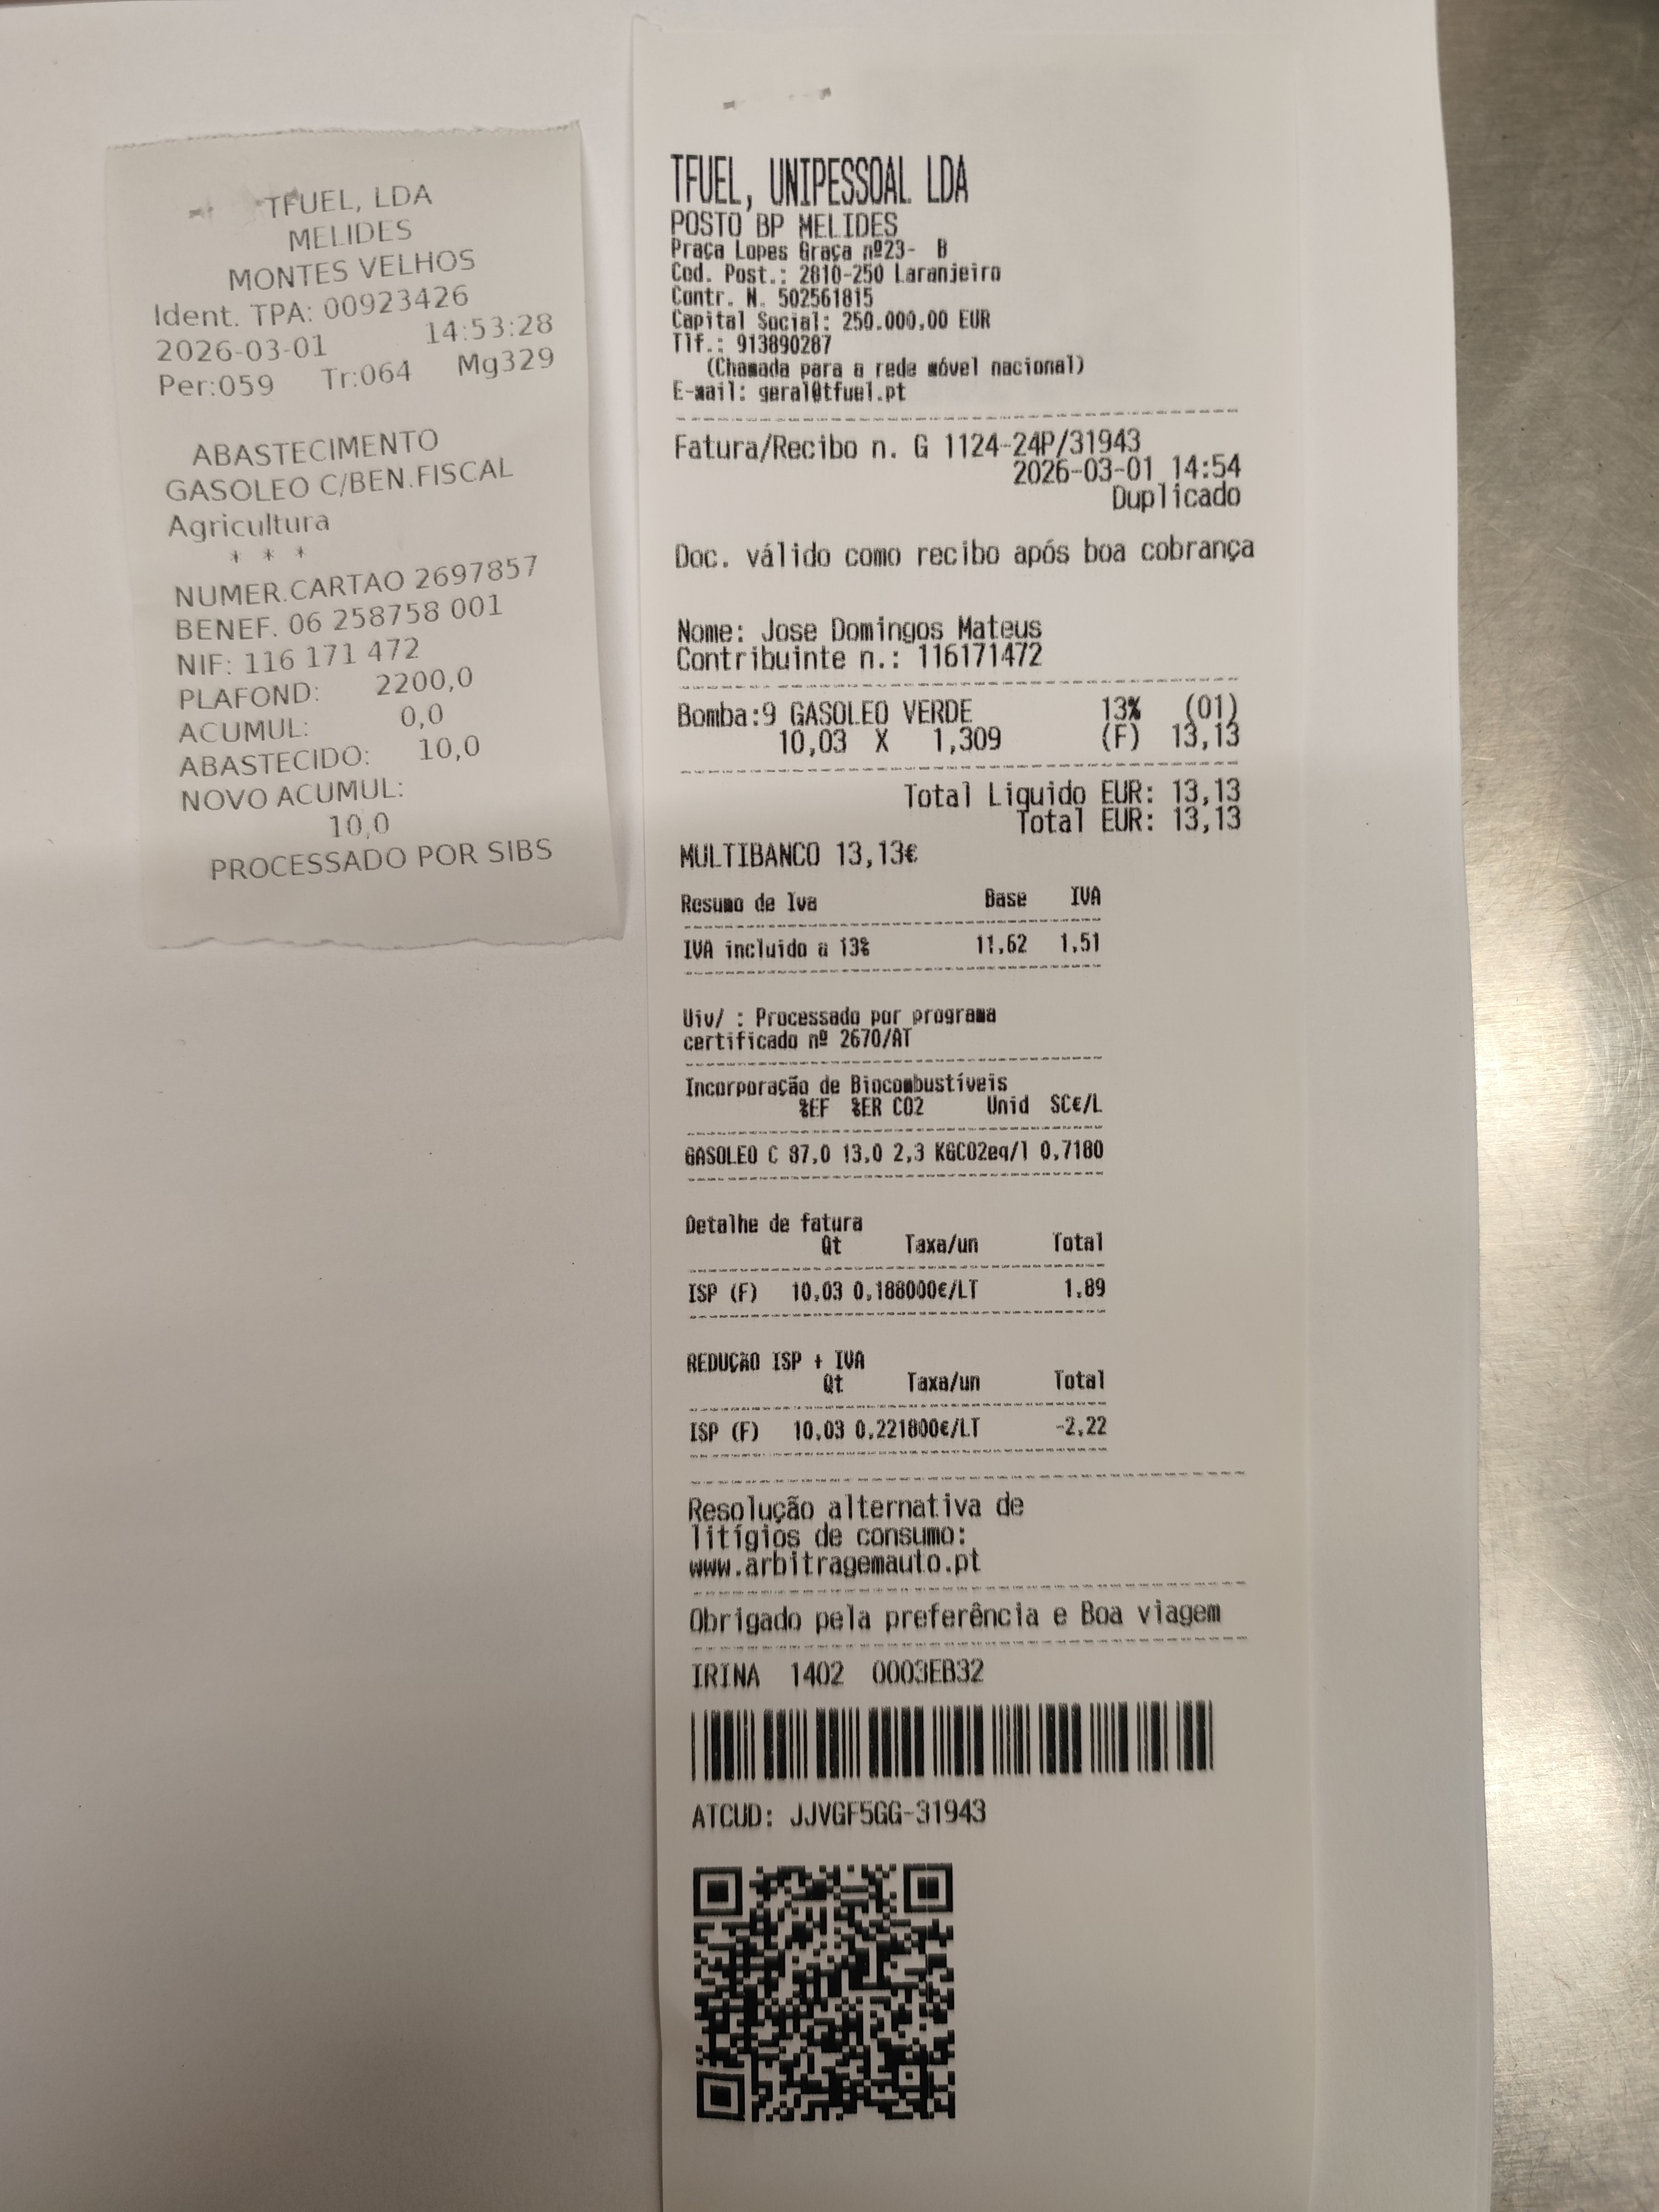 TFUEL, LDA
MELIDES
MONTES VELHOS
Ident. TPA: 00923426
2026-03-01 14:53:28
Per:059 Tr:064 Mg329
ABASTECIMENTO
GASOLEO C/BEN.FISCAL
Agricultura
* * *
NUMER.CARTAO 2697857
BENEF. 06 258758 001
NIF: 116 171 472
PLAFOND: 2200,0
ACUMUL: 0,0
ABASTECIDO: 10,0
NOVO ACUMUL:
10,0
PROCESSADO POR SIBS
TFUEL, UNIPESSOAL LDA
POSTO BP MELIDES
Praça Lopes Graça nº23- B
Cod. Post.: 2810-250 Laranjeiro
Contr. N. 502561815
Capital Social: 250.000,00 EUR
Tlf.: 913890287
(Chamada para a rede móvel nacional)
E-mail: geral@tfuel.pt
Fatura/Recibo n. G 1124-24P/31943
2026-03-01 14:54
Duplicado
Doc. válido como recibo após boa cobrança
Nome: Jose Domingos Mateus
Contribuinte n.: 116171472
Bomba:9 GASOLEO VERDE 13% (01)
10,03 X 1,309 (F) 13,13
Total Liquido EUR: 13,13
Total EUR: 13,13
MULTIBANCO 13,13€
Resumo de Iva Base IVA
IVA incluido a 13% 11,62 1,51
Uiv/ : Processado por programa
certificado nº 2670/AT
Incorporação de Biocombustíveis
%EF %ER CO2 Unid SC€/L
GASOLEO C 87,0 13,0 2,3 KGCO2eq/l 0,7180
Detalhe de fatura
Qt Taxa/un Total
ISP (F) 10,03 0,188000€/LT 1,89
REDUÇÃO ISP + IVA
Qt Taxa/un Total
ISP (F) 10,03 0,221800€/LT -2,22
Resolução alternativa de
litígios de consumo:
www.arbitragemauto.pt
Obrigado pela preferência e Boa viagem
IRINA 1402 0003EB32
ATCUD: JJVGF5GG-31943